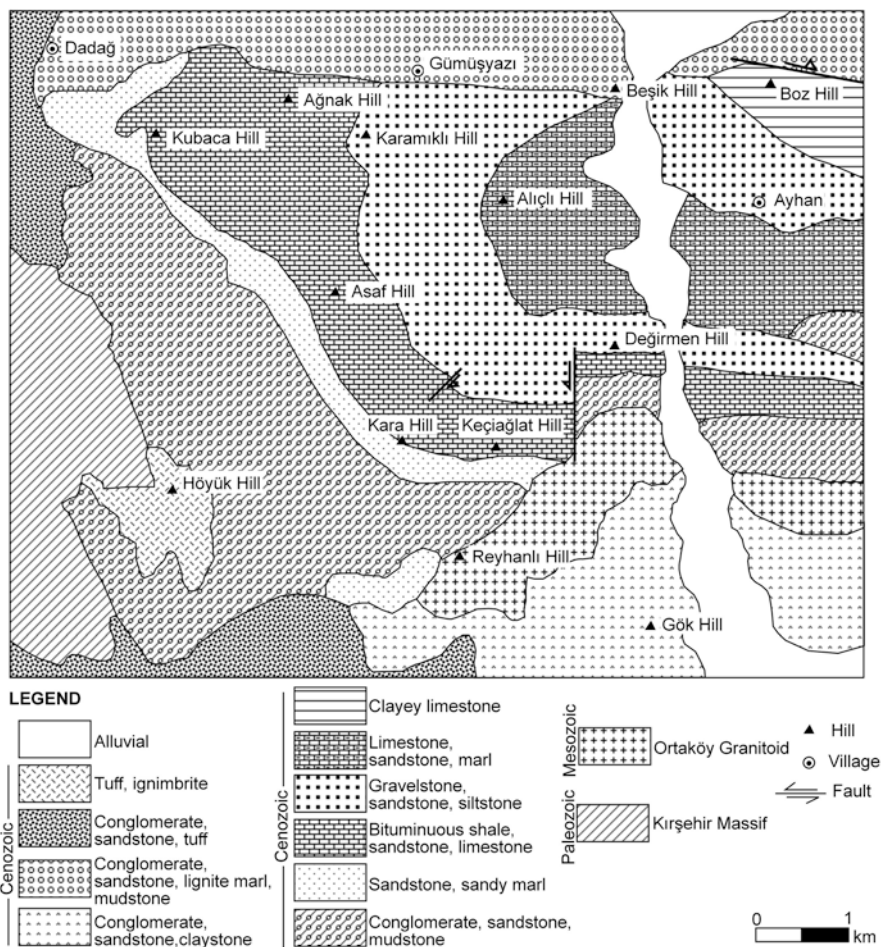 Dadağ
Gümüşyazı
Ağnak Hill
Beşik Hill
Boz Hill
Kubaca Hill
Karamıklı Hill
Alıçlı Hill
Ayhan
Asaf Hill
Değirmen Hill
Kara Hill
Keçiağlat Hill
Höyük Hill
Reyhanlı Hill
Gök Hill
LEGEND
Alluvial
Cenozoic
Tuff, ignimbrite
Conglomerate,
sandstone, tuff
Conglomerate,
sandstone, lignite marl,
mudstone
Conglomerate,
sandstone,claystone
Cenozoic
Clayey limestone
Limestone,
sandstone, marl
Gravelstone,
sandstone, siltstone
Bituminuous shale,
sandstone, limestone
Sandstone, sandy marl
Conglomerate, sandstone,
mudstone
Mesozoic
Ortaköy Granitoid
Paleozoic
Kırşehir Massif
Hill
Village
Fault
0 1
km